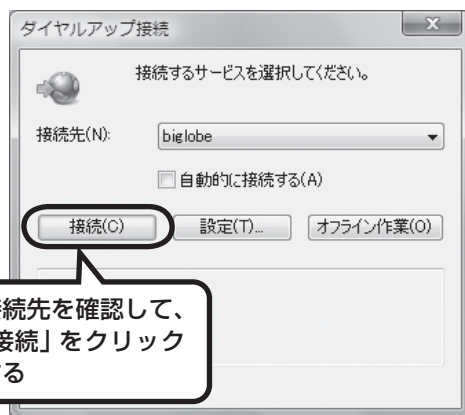 ダイヤルアップ接続
接続するサービスを選択してください。
接続先(N):
biglobe
自動的に接続する(A)
接続(C)
設定(T)...
オフライン作業(O)
続先を確認して、
接続」をクリック
る